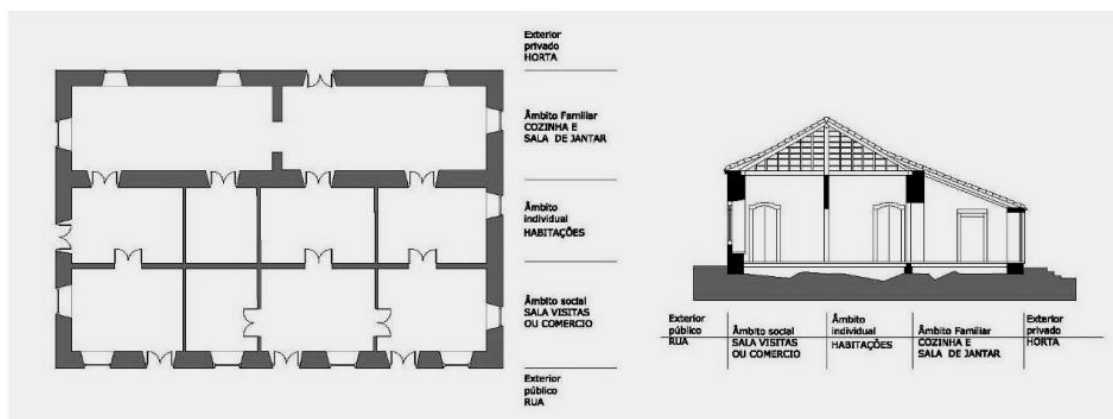 Exterior
privado
HORTA
Âmbito Familiar
COZINHA E
SALA DE JANTAR
Âmbito
individual
HABITAÇÕES
Âmbito social
SALA VISITAS
OU COMERCIO
Exterior
público
RUA
Exterior
público
RUA
Âmbito social
SALA VISITAS
OU COMERCIO
Âmbito
individual
HABITAÇÕES
Âmbito Familiar
COZINHA E
SALA DE JANTAR
Exterior
privado
HORTA